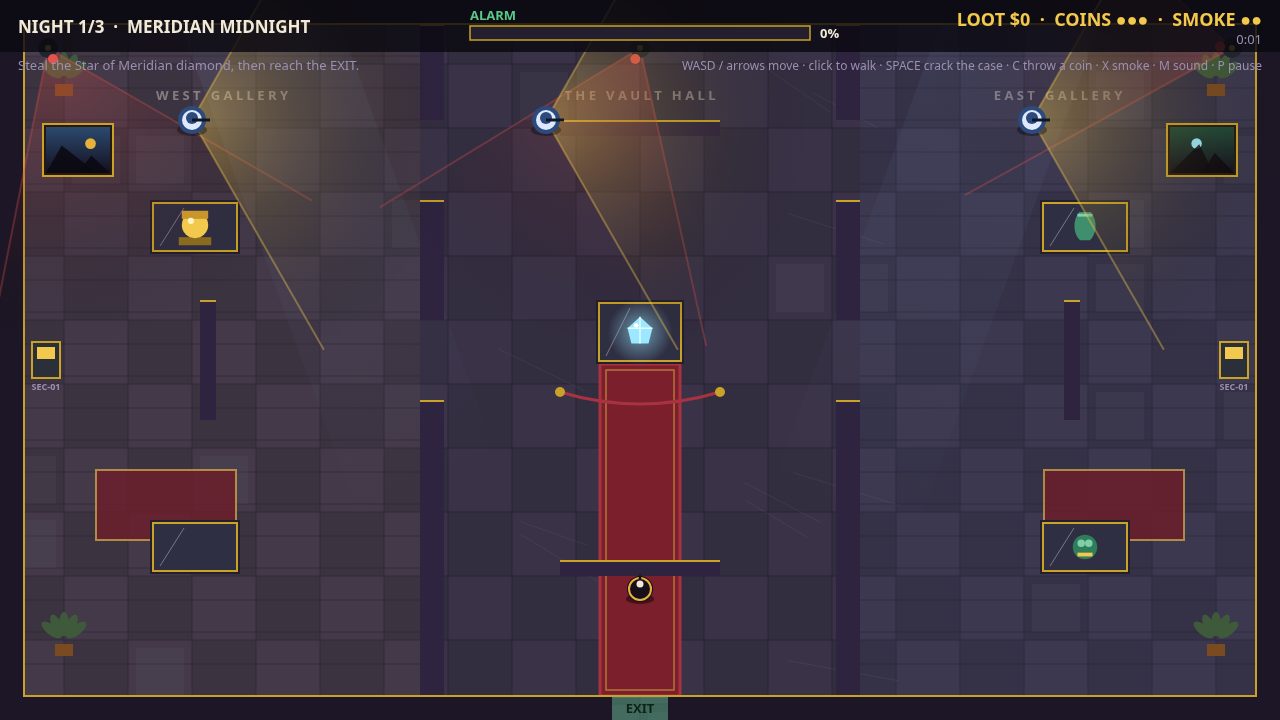 NIGHT 1/3 · MERIDIAN MIDNIGHT
ALARM
0%
LOOT $0 · COINS ●●● · SMOKE ●●
0:01
Steal the Star of Meridian diamond, then reach the EXIT.
WASD / arrows move · click to walk · SPACE crack the case · C throw a coin · X smoke · M sound · P pause
WEST GALLERY
THE VAULT HALL
EAST GALLERY
SEC-01
SEC-01
EXIT